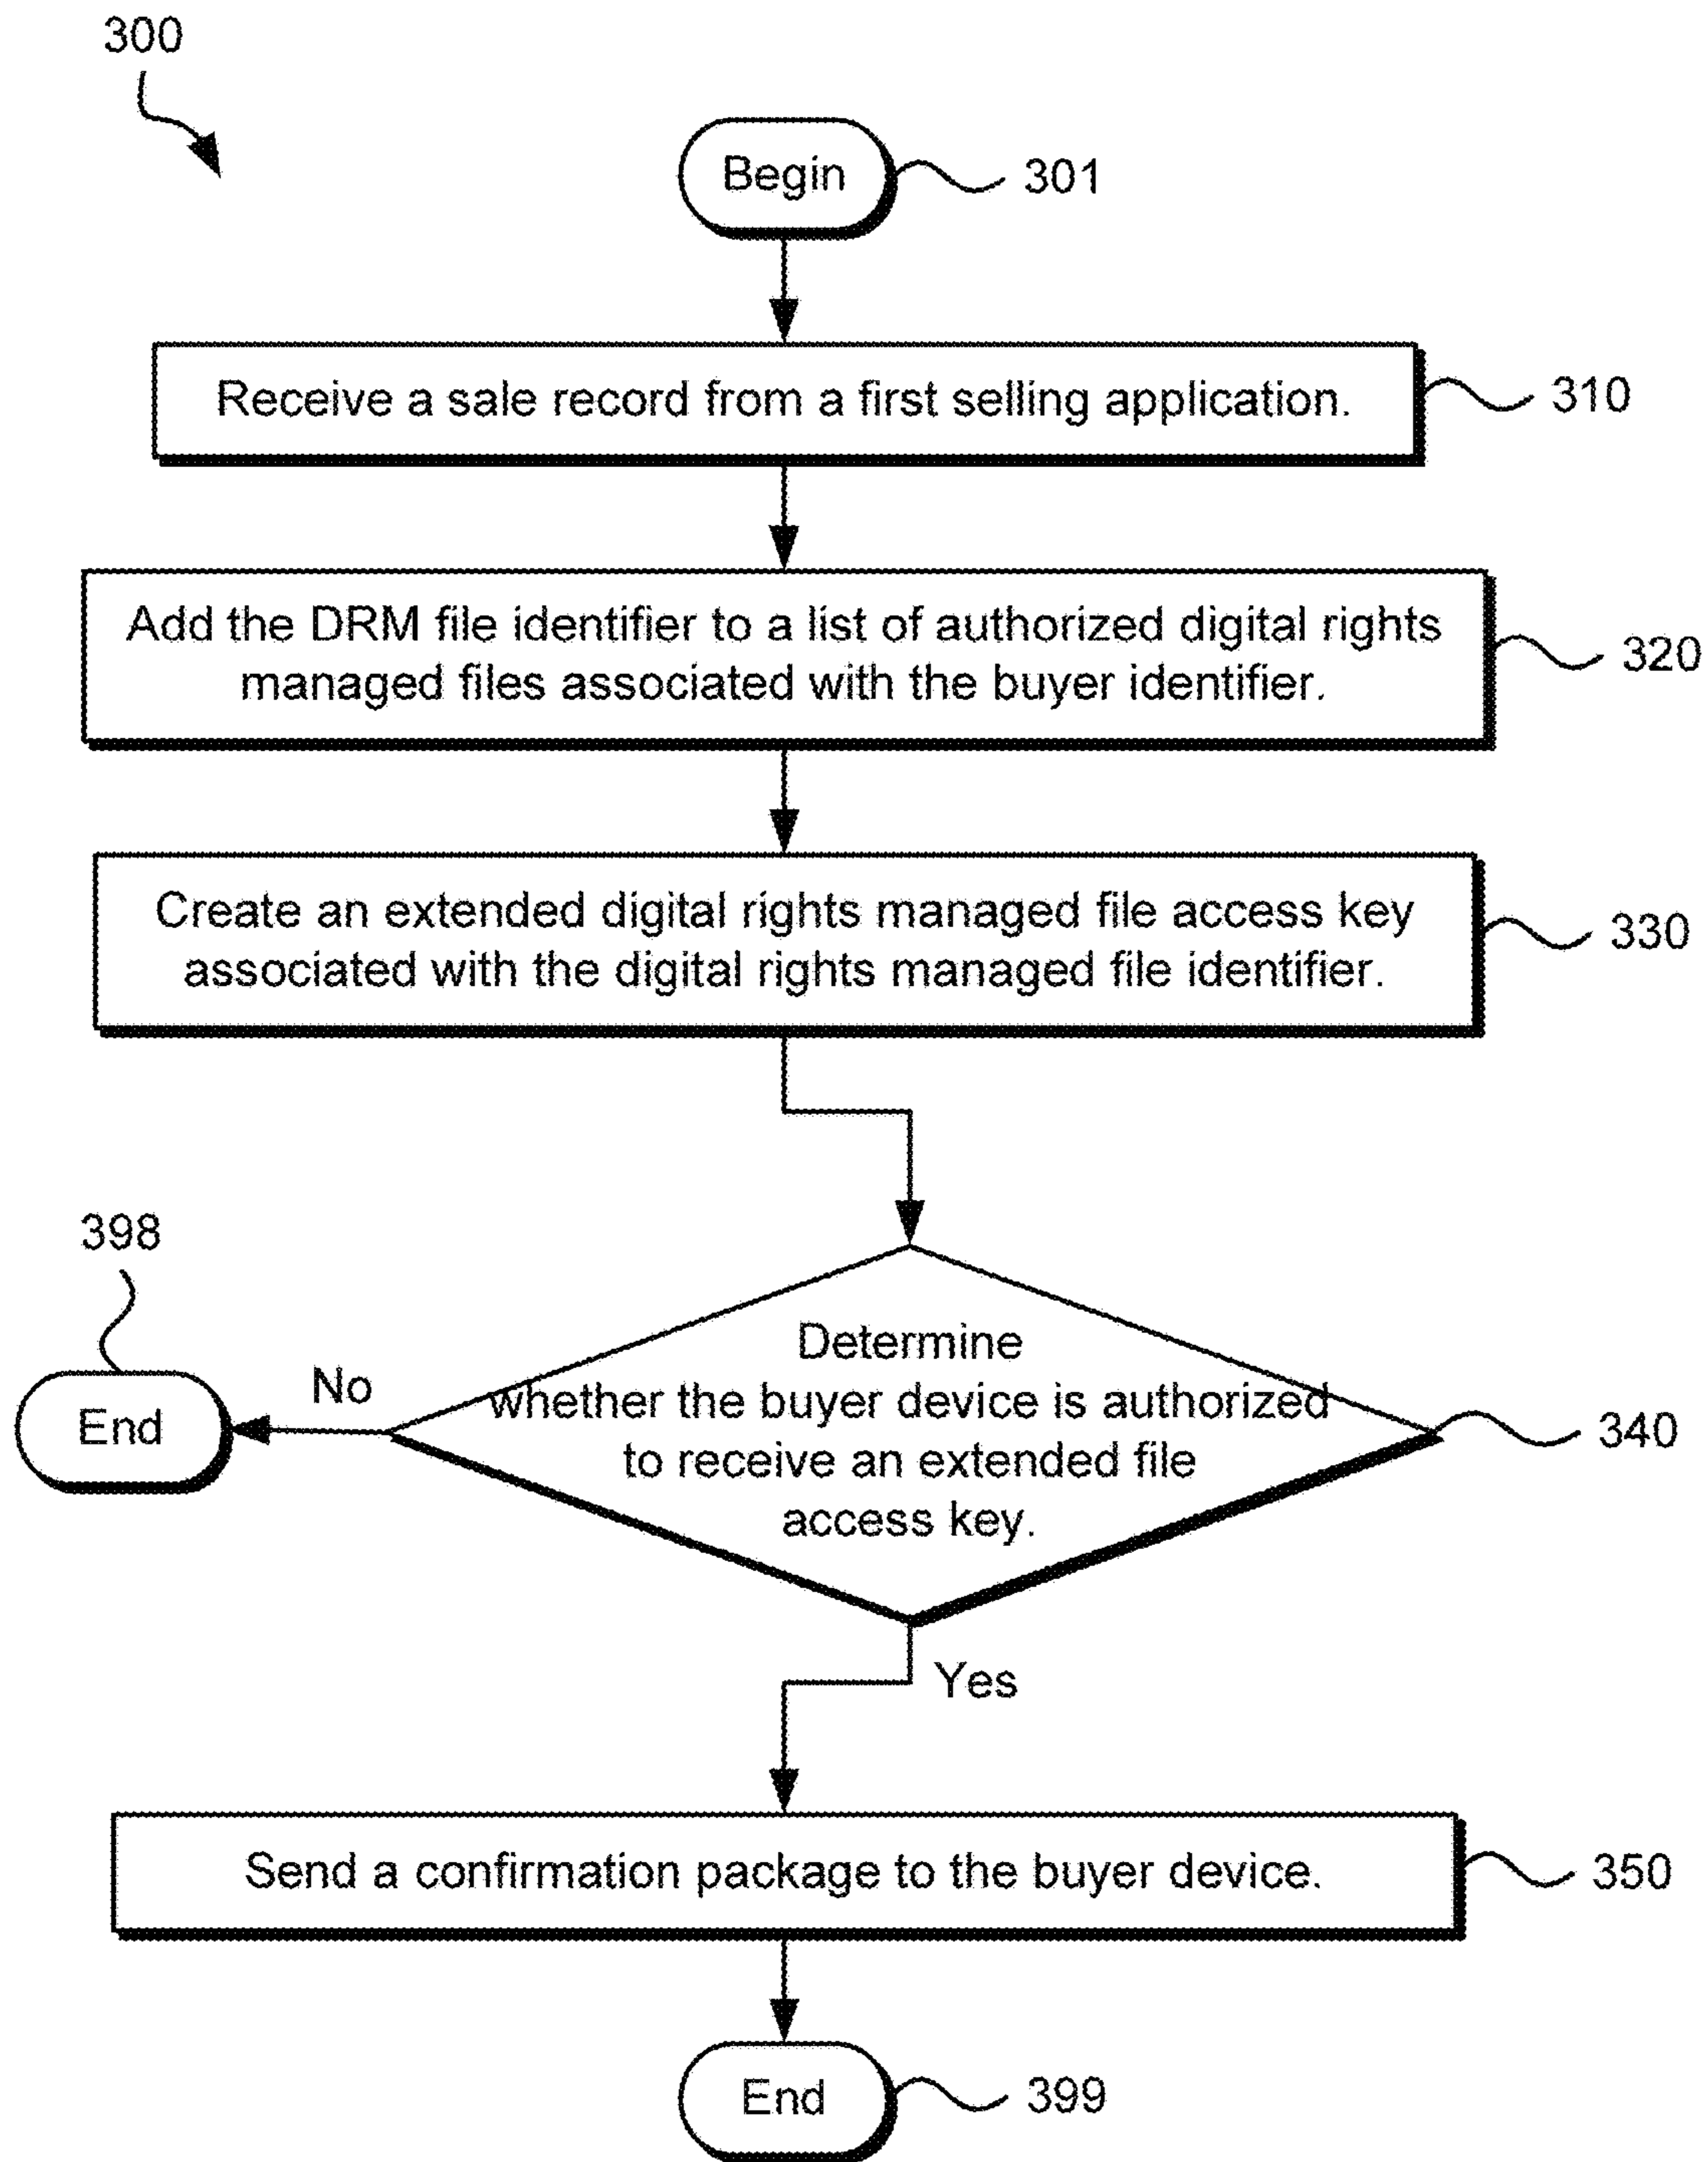 300
Begin
301
Receive a sale record from a first selling application.
310
Add the DRM file identifier to a list of authorized digital rights
managed files associated with the buyer identifier.
320
Create an extended digital rights managed file access key
associated with the digital rights managed file identifier.
330
398
End
No
Determine
whether the buyer device is authorized
to receive an extended file
access key.
340
Yes
Send a confirmation package to the buyer device.
350
End
399